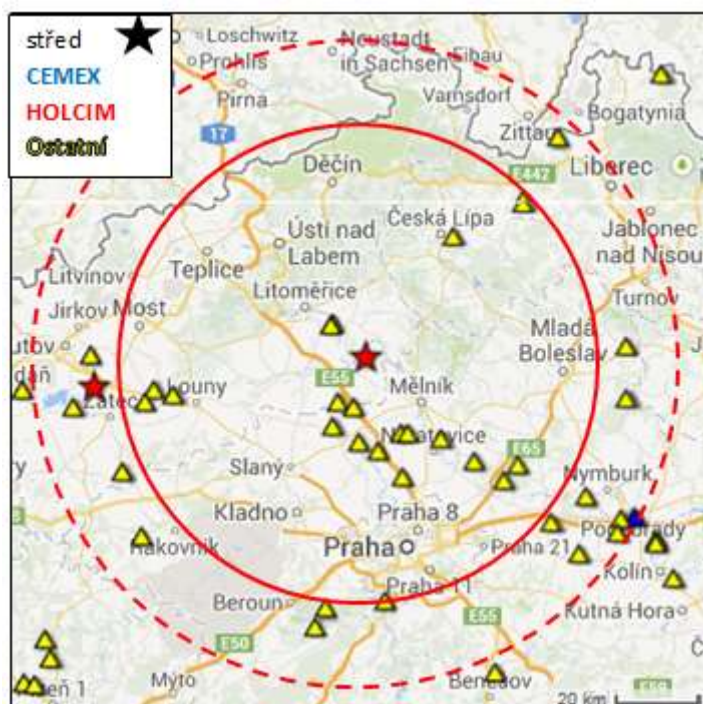 střed
CEMEX
HOLCIM
Ostatní
Loschwitz
Prohlis
Pirna
Neustadt
in Sachsen
Eibau
Varnsdorf
Zittau
Bogatynia
17
Děčín
E442
Liberec
Ústí nad
Labem
Česká Lípa
Jablonec
nad Nisou
Teplice
Litvínov
Litoměřice
Turnov
Jirkov
Most
Mladá
Boleslav
E55
Louny
Mělník
Žatec
Neratovice
Slaný
E65
Nymburk
Kladno
Praha 8
Poděbrady
Rakovník
Praha
Praha 21
Kolín
Praha 11
Beroun
E55
Kutná Hora
E50
Mýto
Benešov
20 km